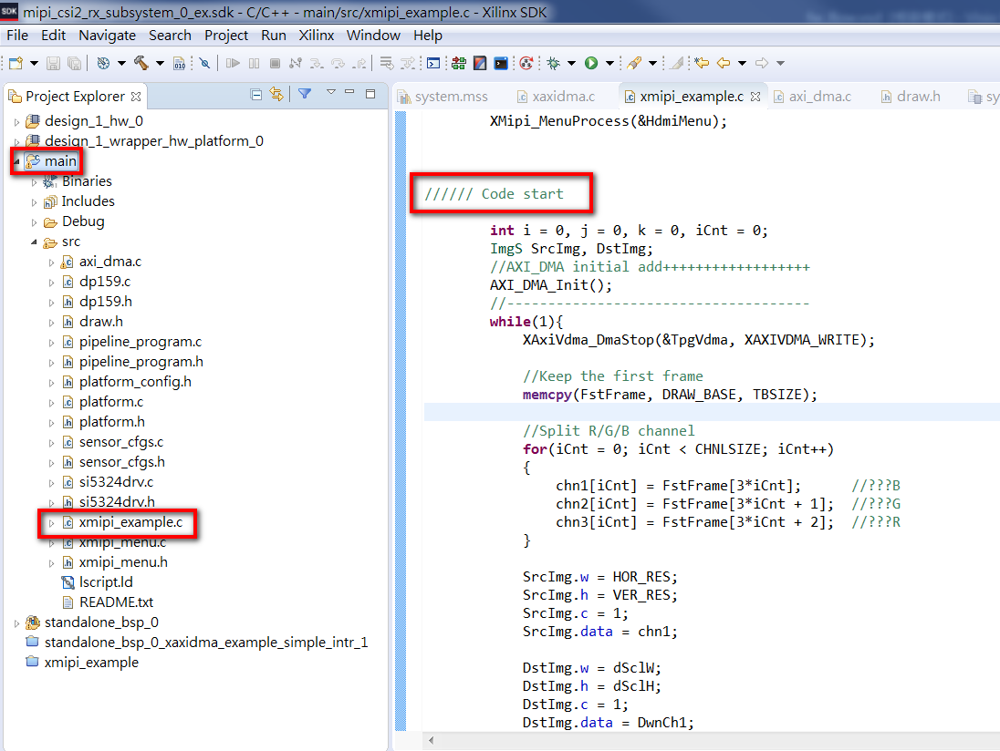 SDK mipi_csi2_rx_subsystem_0_ex.sdk - C/C++ - main/src/xmipi_example.c - Xilinx SDK
File Edit Navigate Search Project Run Xilinx Window Help
Project Explorer
design_1_hw_0
design_1_wrapper_hw_platform_0
main
Binaries
Includes
Debug
src
axi_dma.c
dp159.c
dp159.h
draw.h
pipeline_program.c
pipeline_program.h
platform_config.h
platform.c
platform.h
sensor_cfgs.c
sensor_cfgs.h
si5324drv.c
si5324drv.h
xmipi_example.c
xmipi_menu.c
xmipi_menu.h
lscript.ld
README.txt
standalone_bsp_0
standalone_bsp_0_xaxidma_example_simple_intr_1
xmipi_example
system.mss xaxidma.c xmipi_example.c axi_dma.c draw.h sy
XMipi_MenuProcess(&HdmiMenu);
////// Code start
int i = 0, j = 0, k = 0, iCnt = 0;
ImgS SrcImg, DstImg;
//AXI_DMA initial add++++++++++++++++++
AXI_DMA_Init();
//-------------------------------------
while(1){
XAxiVdma_DmaStop(&TpgVdma, XAXIVDMA_WRITE);
//Keep the first frame
memcpy(FstFrame, DRAW_BASE, TBSIZE);
//Split R/G/B channel
for(iCnt = 0; iCnt < CHNLSIZE; iCnt++)
{
chn1[iCnt] = FstFrame[3*iCnt]; //???B
chn2[iCnt] = FstFrame[3*iCnt + 1]; //???G
chn3[iCnt] = FstFrame[3*iCnt + 2]; //???R
}
SrcImg.w = HOR_RES;
SrcImg.h = VER_RES;
SrcImg.c = 1;
SrcImg.data = chn1;
DstImg.w = dSclW;
DstImg.h = dSclH;
DstImg.c = 1;
DstImg.data = DwnCh1;